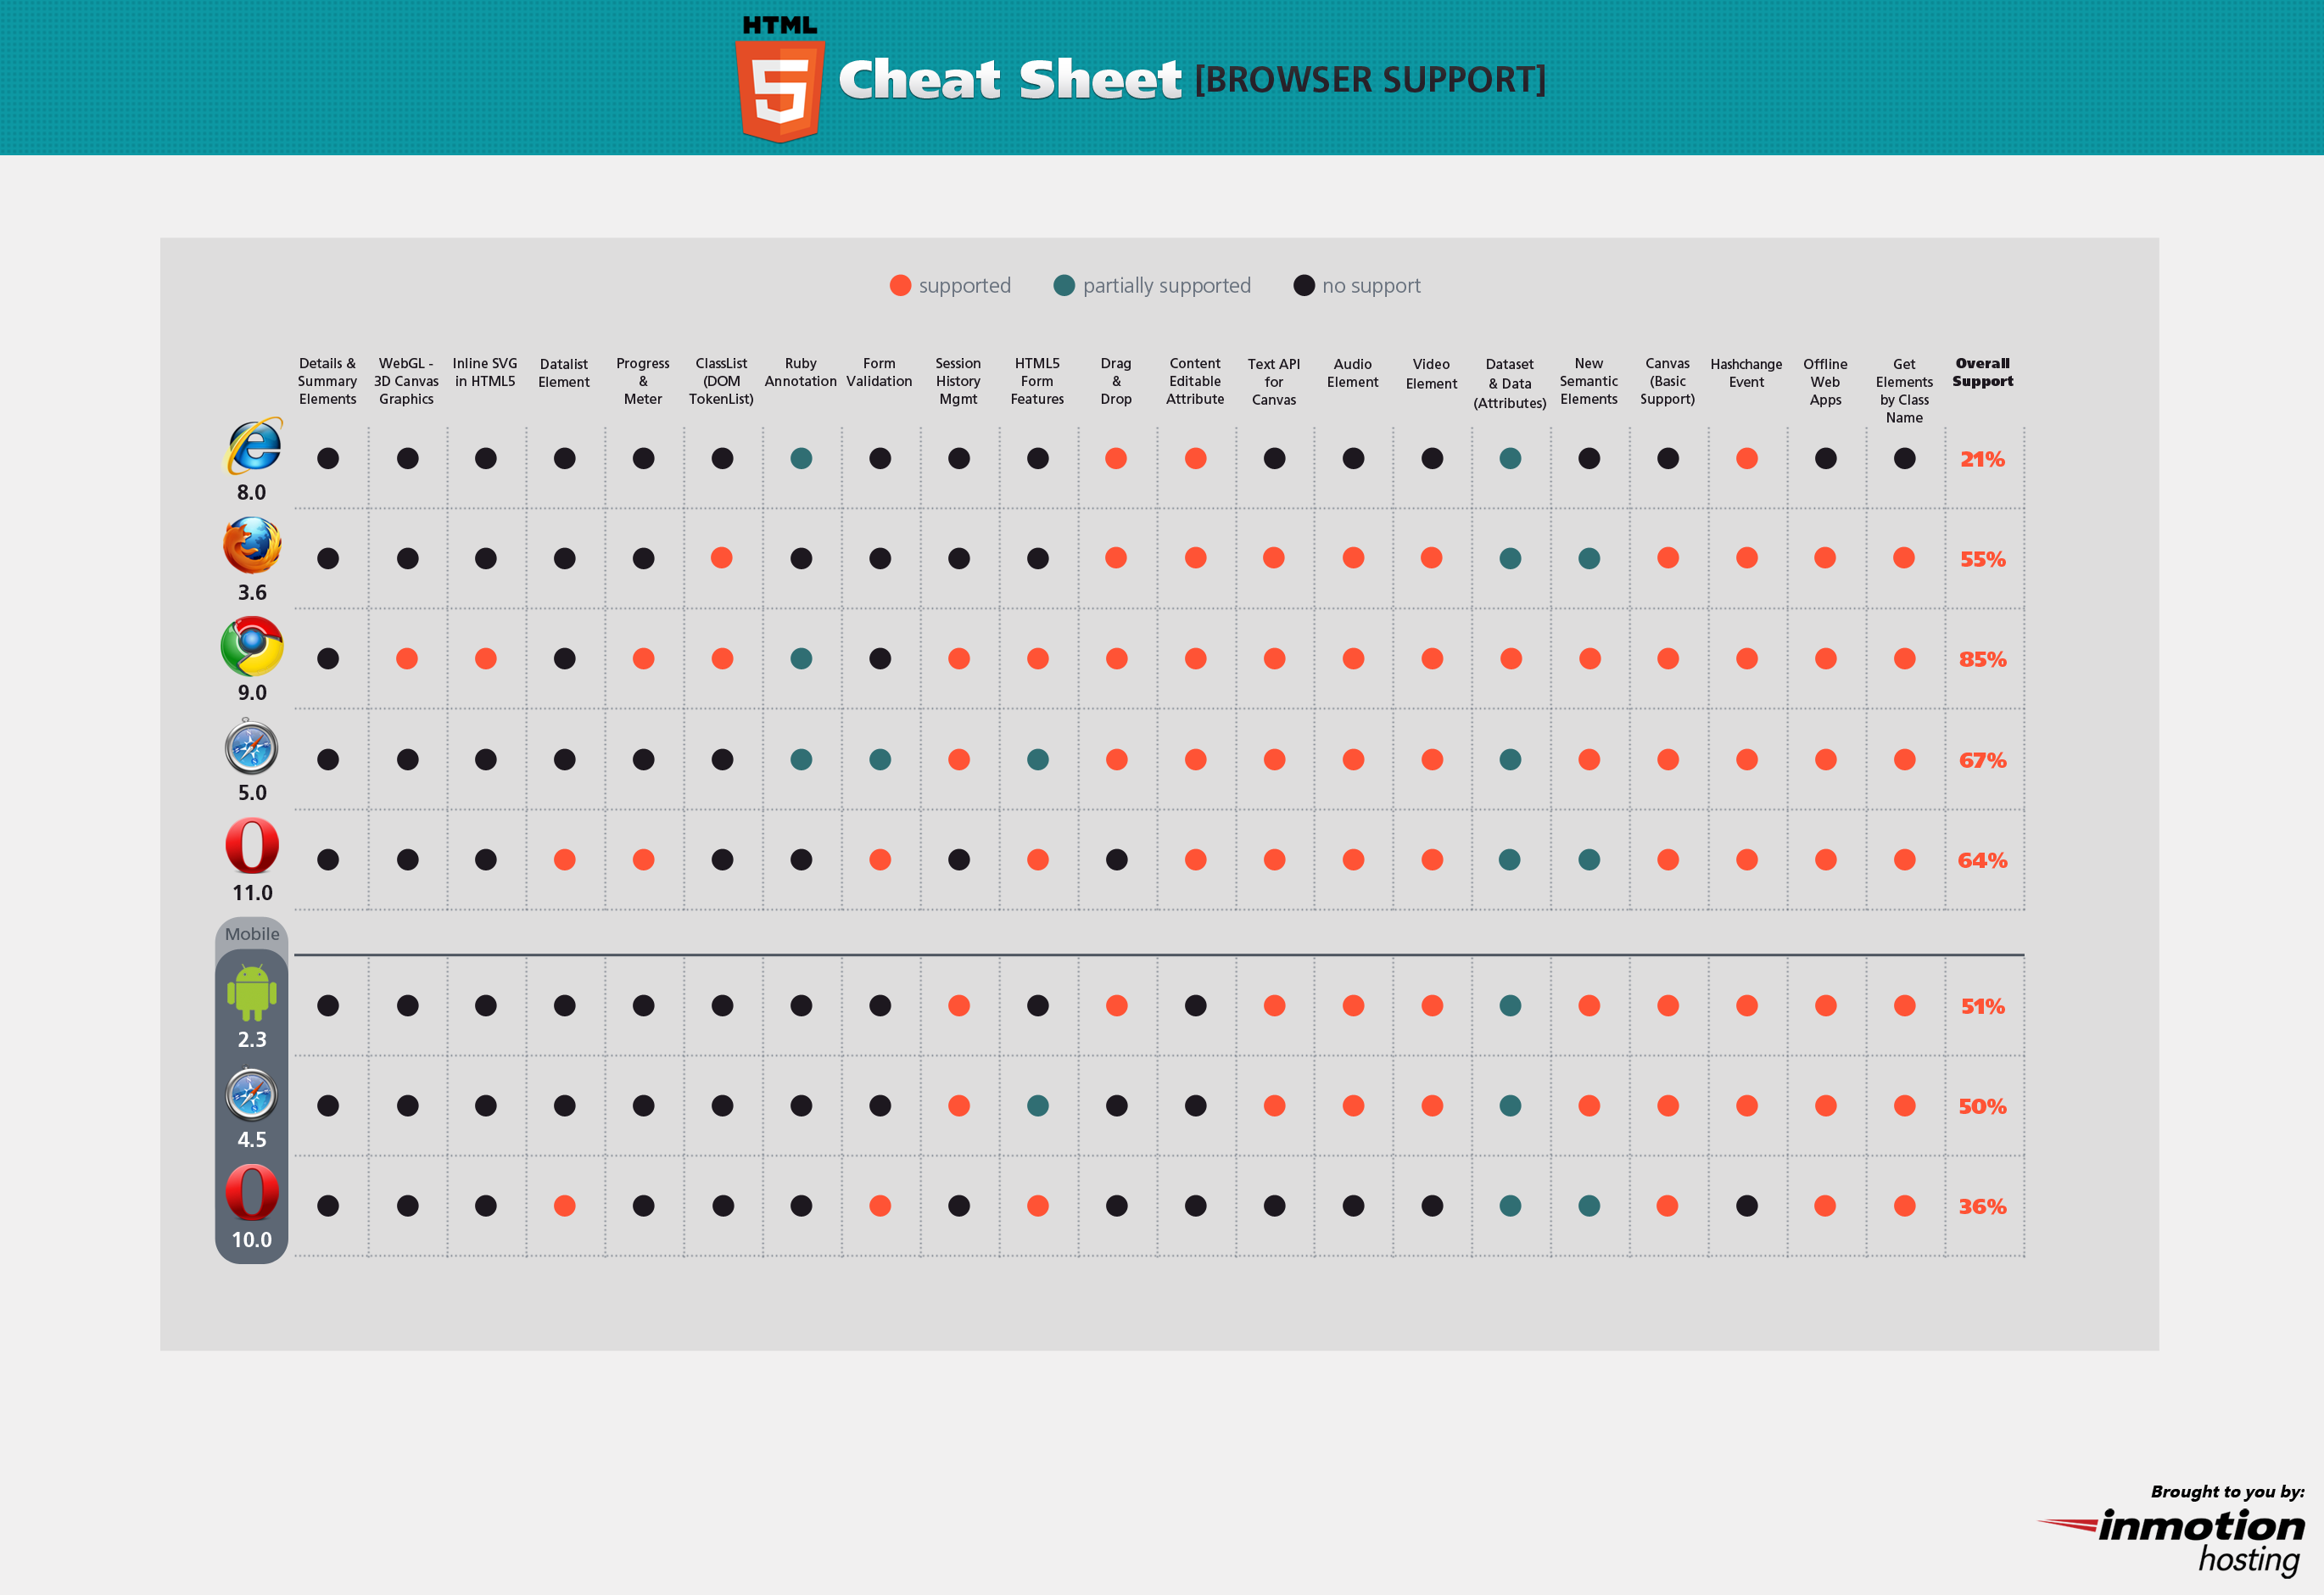 HTML
Cheat Sheet [BROWSER SUPPORT]
supported partially supported no support
Details &
Summary
Elements
WebGL -
3D Canvas
Graphics
Inline SVG
in HTML5
Datalist
Element
Progress
&
Meter
ClassList
(DOM
TokenList)
Ruby
Annotation
Form
Validation
Session
History
Mgmt
HTML5
Form
Features
Drag
&
Drop
Content
Editable
Attribute
Text API
for
Canvas
Audio
Element
Video
Element
Dataset
& Data
(Attributes)
New
Semantic
Elements
Canvas
(Basic
Support)
Hashchange
Event
Offline
Web
Apps
Get
Elements
by Class
Name
Overall
Support
8.0
21%
3.6
55%
9.0
85%
5.0
67%
11.0
64%
Mobile
2.3
51%
4.5
50%
10.0
36%
Brought to you by:
inmotion
hosting